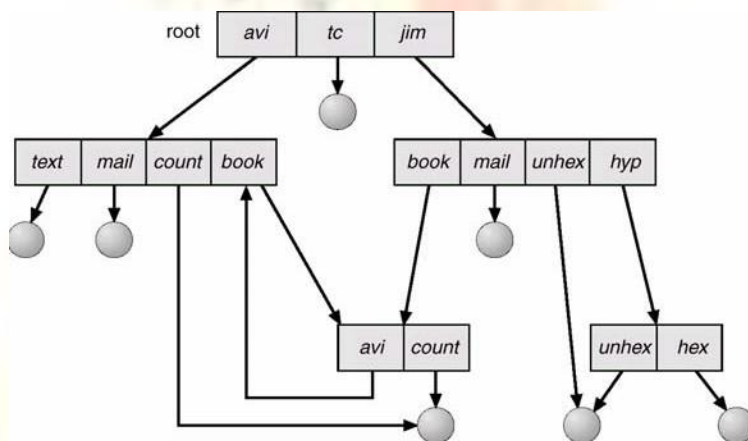 root avi tc jim
text mail count book book mail unhex hyp
avi count unhex hex